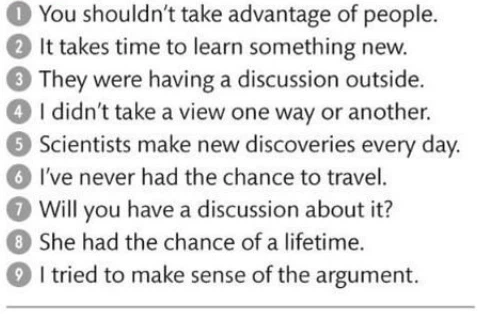 1 You shouldn't take advantage of people.
2 It takes time to learn something new.
3 They were having a discussion outside.
4 I didn't take a view one way or another.
5 Scientists make new discoveries every day.
6 I've never had the chance to travel.
7 Will you have a discussion about it?
8 She had the chance of a lifetime.
9 I tried to make sense of the argument.